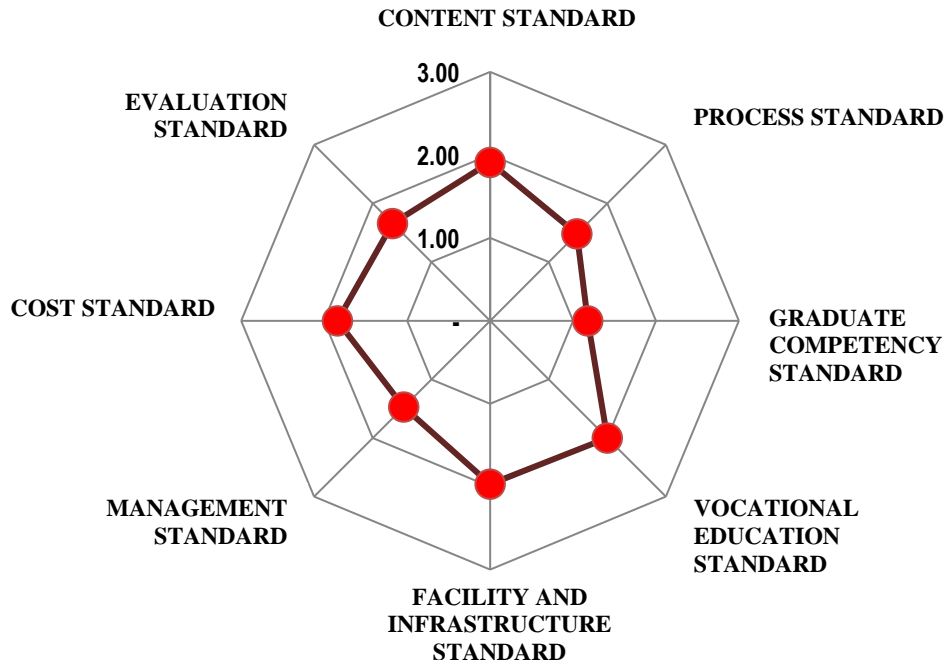 CONTENT STANDARD
3.00
EVALUATION
STANDARD
PROCESS STANDARD
2.00
1.00
COST STANDARD
-
GRADUATE
COMPETENCY
STANDARD
MANAGEMENT
STANDARD
VOCATIONAL
EDUCATION
STANDARD
FACILITY AND
INFRASTRUCTURE
STANDARD